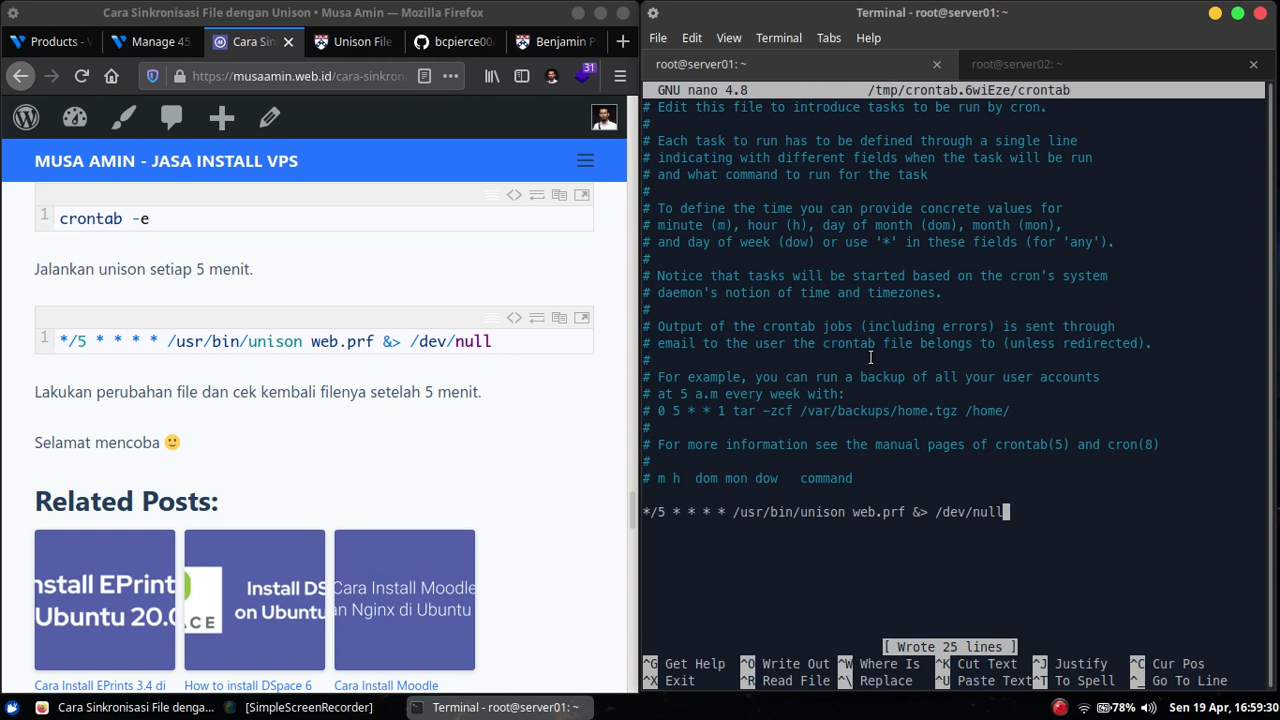 Cara Sinkronisasi File dengan Unison • Musa Amin - Mozilla Firefox
Products - V
Manage 45
Cara Sin
Unison File
bcpierce00
Benjamin P
https://musaamin.web.id/cara-sinkron
31
MUSA AMIN - JASA INSTALL VPS
1 crontab -e
Jalankan unison setiap 5 menit.
1 */5 * * * * /usr/bin/unison web.prf &> /dev/null
Lakukan perubahan file dan cek kembali filenya setelah 5 menit.
Selamat mencoba 🙂
Related Posts:
nstall EPrint
Ubuntu 20.0
ACE
Install DS
on Ubuntu
Cara Install Moodle
an Nginx di Ubuntu
Cara Install EPrints 3.4 di
How to install DSpace 6
Cara Install Moodle
Terminal - root@server01: ~
File Edit View Terminal Tabs Help
root@server01: ~
root@server02: ~
GNU nano 4.8 /tmp/crontab.6wiEze/crontab
# Edit this file to introduce tasks to be run by cron.
#
# Each task to run has to be defined through a single line
# indicating with different fields when the task will be run
# and what command to run for the task
#
# To define the time you can provide concrete values for
# minute (m), hour (h), day of month (dom), month (mon),
# and day of week (dow) or use '*' in these fields (for 'any').
#
# Notice that tasks will be started based on the cron's system
# daemon's notion of time and timezones.
#
# Output of the crontab jobs (including errors) is sent through
# email to the user the crontab file belongs to (unless redirected).
#
# For example, you can run a backup of all your user accounts
# at 5 a.m every week with:
# 0 5 * * 1 tar -zcf /var/backups/home.tgz /home/
#
# For more information see the manual pages of crontab(5) and cron(8)
#
# m h  dom mon dow   command
*/5 * * * * /usr/bin/unison web.prf &> /dev/null
[ Wrote 25 lines ]
^G Get Help ^O Write Out ^W Where Is ^K Cut Text ^J Justify ^C Cur Pos
^X Exit ^R Read File ^\ Replace ^U Paste Text ^T To Spell ^_ Go To Line
Cara Sinkronisasi File denga...
[SimpleScreenRecorder]
Terminal - root@server01: ~
78%
Sen 19 Apr, 16:59:30